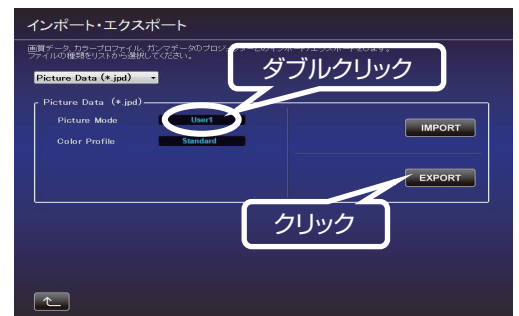 インポート・エクスポート
画質データ、カラープロファイル、ガンマデータのプロジェクターとのインポート/エクスポートをします。
ファイルの種類をリストから選択してください。
ダブルクリック
Picture Data (*.jpd)
Picture Data (*.jpd)
Picture Mode User1
IMPORT
Color Profile Standard
EXPORT
クリック